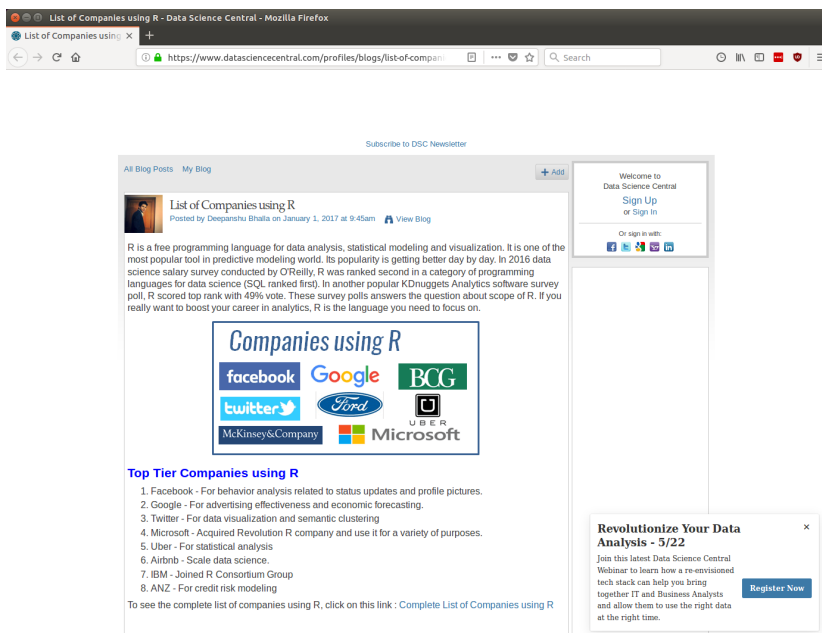 List of Companies using R - Data Science Central - Mozilla Firefox
List of Companies using
https://www.datasciencecentral.com/profiles/blogs/list-of-compani
Search
Subscribe to DSC Newsletter
All Blog Posts My Blog
+ Add
List of Companies using R
Posted by Deepanshu Bhalla on January 1, 2017 at 9:45am View Blog
R is a free programming language for data analysis, statistical modeling and visualization. It is one of the
most popular tool in predictive modeling world. Its popularity is getting better day by day. In 2016 data
science salary survey conducted by O'Reilly, R was ranked second in a category of programming
languages for data science (SQL ranked first). In another popular KDnuggets Analytics software survey
poll, R scored top rank with 49% vote. These survey polls answers the question about scope of R. If you
really want to boost your career in analytics, R is the language you need to focus on.
Companies using R
facebook Google BCG
twitter Ford UBER
McKinsey&Company Microsoft
Top Tier Companies using R
1. Facebook - For behavior analysis related to status updates and profile pictures.
2. Google - For advertising effectiveness and economic forecasting.
3. Twitter - For data visualization and semantic clustering
4. Microsoft - Acquired Revolution R company and use it for a variety of purposes.
5. Uber - For statistical analysis
6. Airbnb - Scale data science.
7. IBM - Joined R Consortium Group
8. ANZ - For credit risk modeling
To see the complete list of companies using R, click on this link : Complete List of Companies using R
Welcome to
Data Science Central
Sign Up
or Sign In
Or sign in with:
Revolutionize Your Data
Analysis - 5/22
Join this latest Data Science Central
Webinar to learn how a re-envisioned
tech stack can help you bring
together IT and Business Analysts
and allow them to use the right data
at the right time.
Register Now